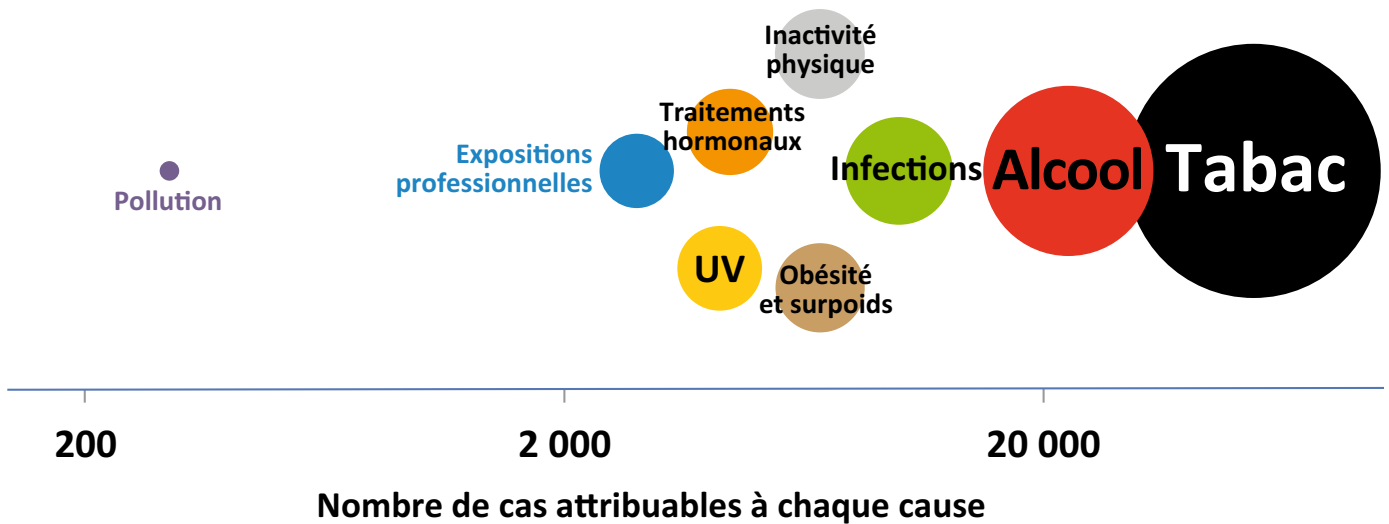 Inactivité
physique
Traitements
hormonaux
Expositions
professionnelles
Pollution
Infections
Alcool
Tabac
UV
Obésité
et surpoids
200
2 000
20 000
Nombre de cas attribuables à chaque cause